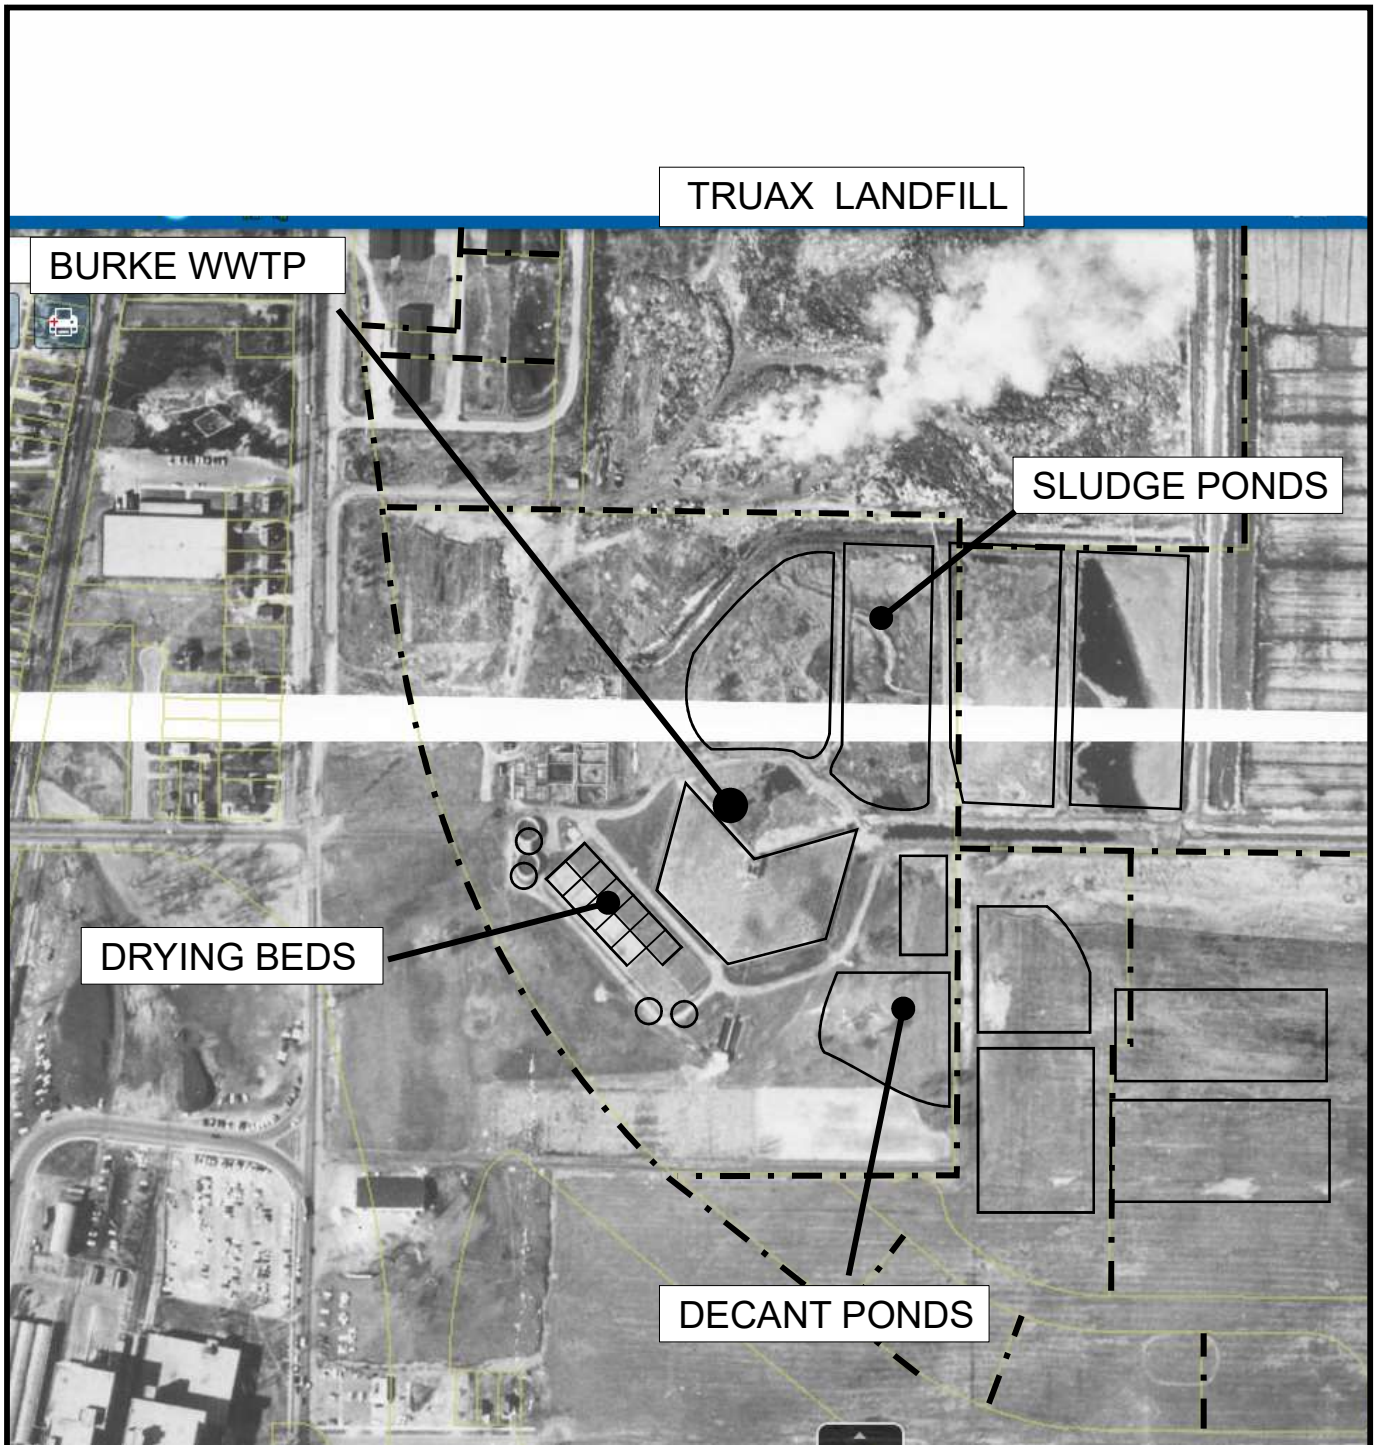 TRUAX LANDFILL
BURKE WWTP
SLUDGE PONDS
DRYING BEDS
DECANT PONDS